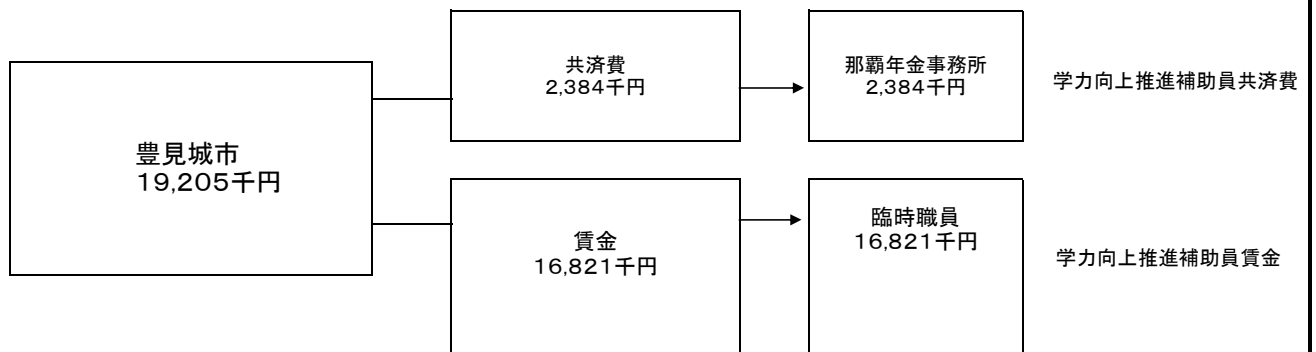 豊見城市
19,205千円
共済費
2,384千円
那覇年金事務所
2,384千円
学力向上推進補助員共済費
賃金
16,821千円
臨時職員
16,821千円
学力向上推進補助員賃金